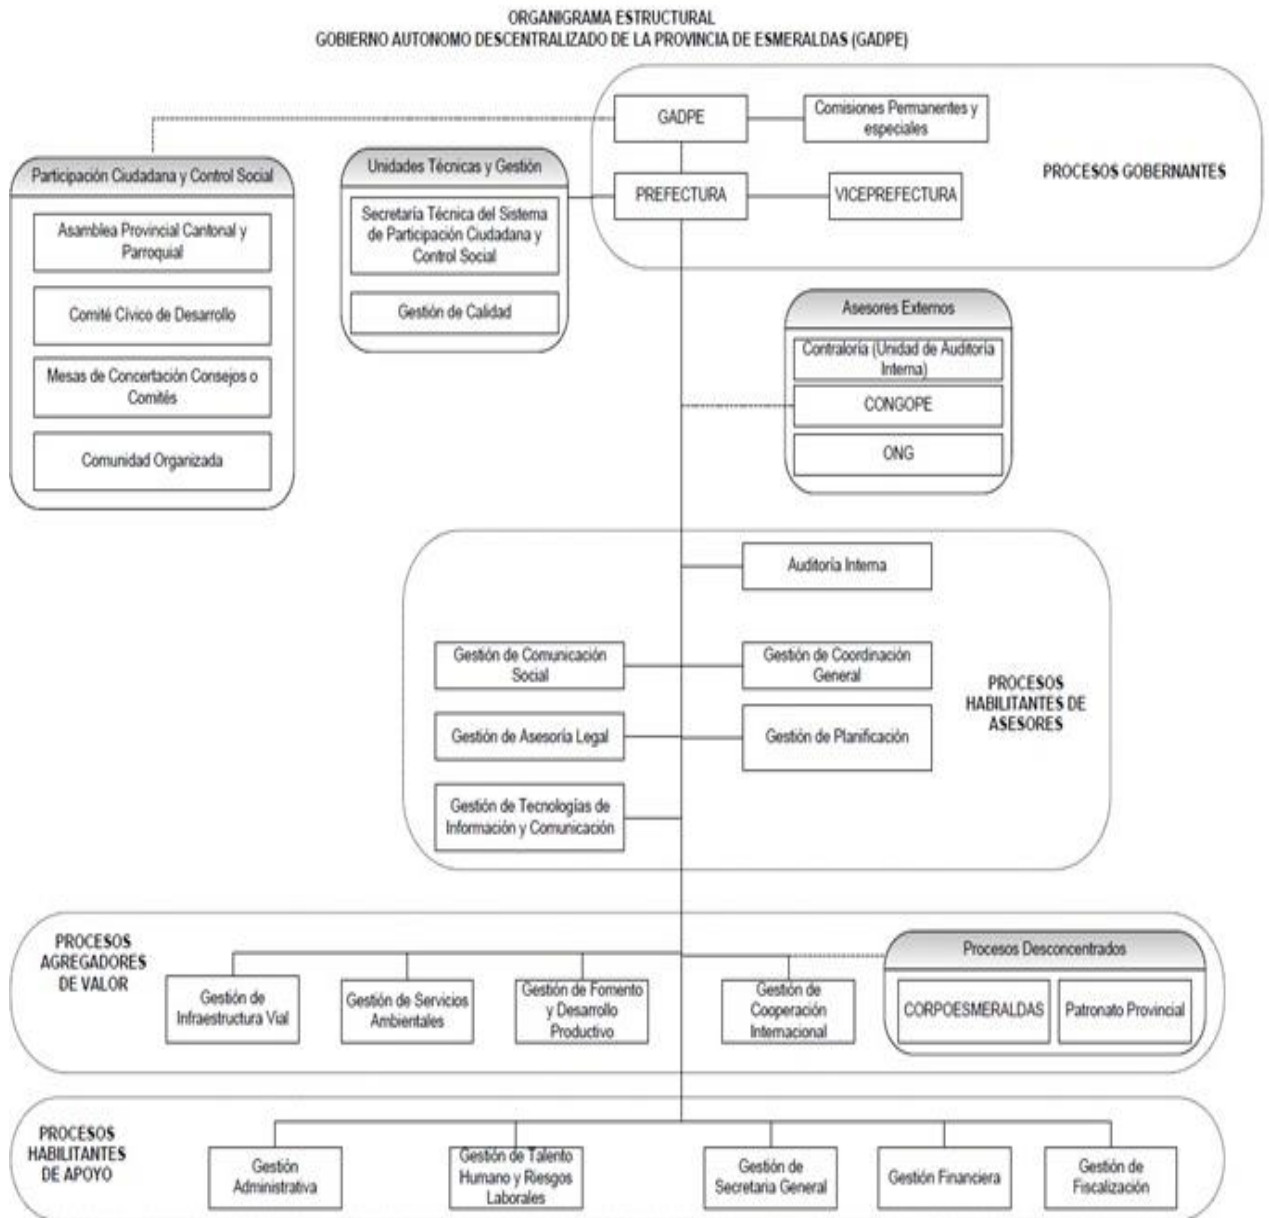 ORGANIGRAMA ESTRUCTURAL
GOBIERNO AUTONOMO DESCENTRALIZADO DE LA PROVINCIA DE ESMERALDAS (GADPE)
GADPE
Comisiones Permanentes y
especiales
PROCESOS GOBERNANTES
PREFECTURA
VICEPREFECTURA
Participación Ciudadana y Control Social
Asamblea Provincial Cantonal y
Parroquial
Comité Cívico de Desarrollo
Mesas de Concertación Consejos o
Comités
Comunidad Organizada
Unidades Técnicas y Gestión
Secretaría Técnica del Sistema
de Participación Ciudadana y
Control Social
Gestión de Calidad
Asesores Externos
Contraloría (Unidad de Auditoría
Interna)
CONGOPE
ONG
Auditoría Interna
Gestión de Comunicación
Social
Gestión de Coordinación
General
PROCESOS
HABILITANTES DE
ASESORES
Gestión de Asesoría Legal
Gestión de Planificación
Gestión de Tecnologías de
Información y Comunicación
PROCESOS
AGREGADORES
DE VALOR
Gestión de
Infraestructura Vial
Gestión de Servicios
Ambientales
Gestión de Fomento
y Desarrollo
Productivo
Gestión de
Cooperación
Internacional
Procesos Desconcentrados
CORPOESMERALDAS
Patronato Provincial
PROCESOS
HABILITANTES
DE APOYO
Gestión
Administrativa
Gestión de Talento
Humano y Riesgos
Laborales
Gestión de
Secretaria General
Gestión Financiera
Gestión de
Fiscalización